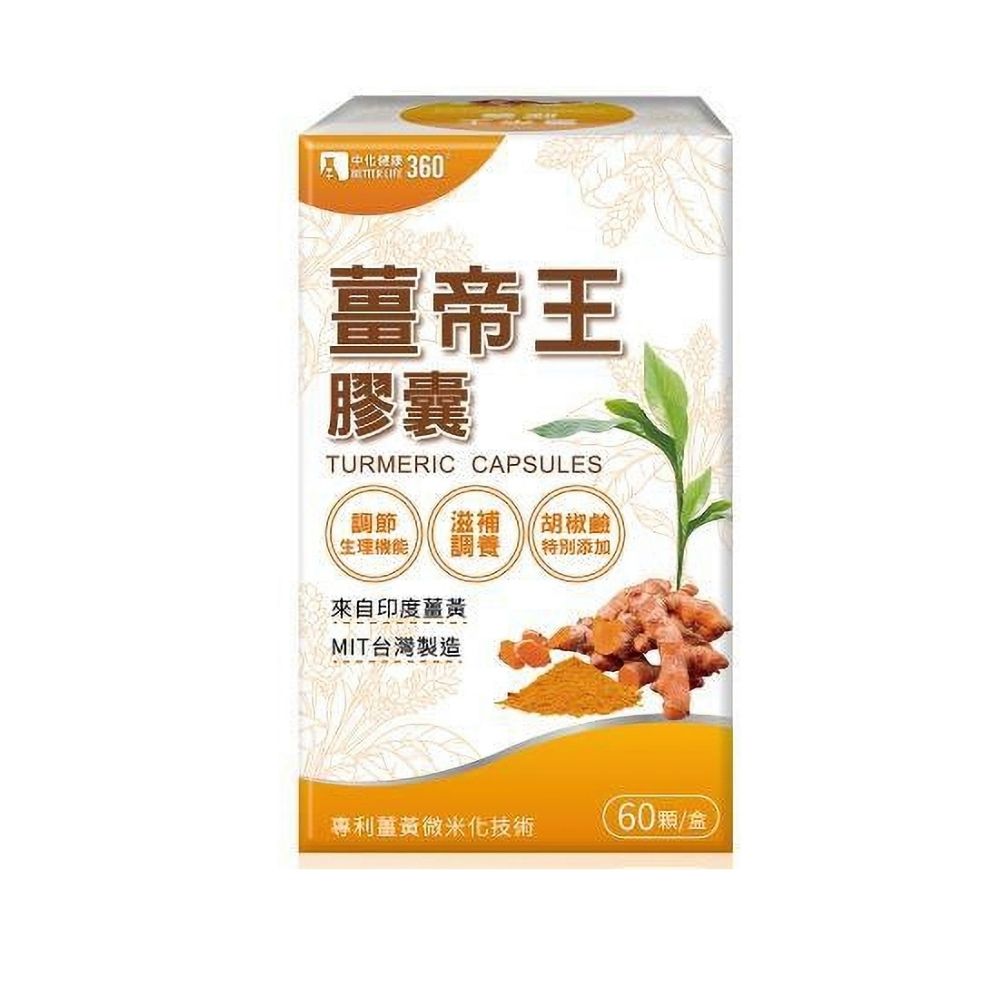 中化健康
BETTER LIFE 360
薑帝王
膠囊
TURMERIC CAPSULES
調節
生理機能
滋補
調養
胡椒鹼
特別添加
來自印度薑黃
MIT台灣製造
專利薑黃微米化技術
60顆/盒